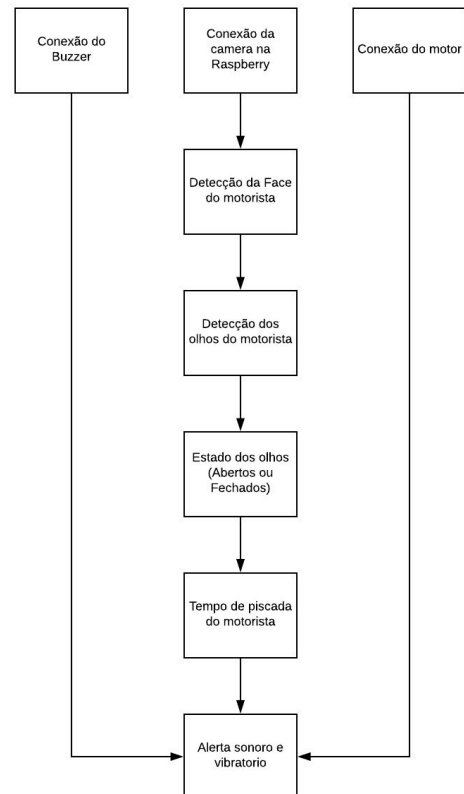 Conexão do
Buzzer
Conexão da
camera na
Raspberry
Conexão do motor
Detecção da Face
do motorista
Detecção dos
olhos do motorista
Estado dos olhos
(Abertos ou
Fechados)
Tempo de piscada
do motorista
Alerta sonoro e
vibratorio